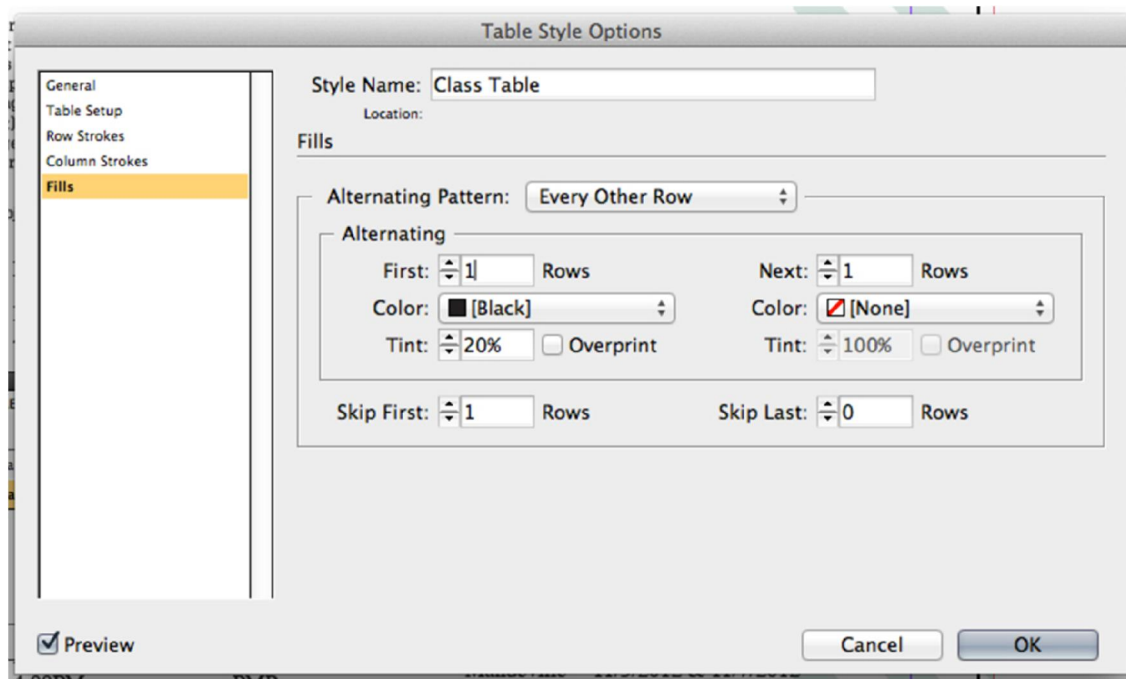 Table Style Options
General
Table Setup
Row Strokes
Column Strokes
Fills
Style Name: Class Table
Location:
Fills
Alternating Pattern: Every Other Row
Alternating
First: 1 Rows Next: 1 Rows
Color: [Black] Color: [None]
Tint: 20% Overprint Tint: 100% Overprint
Skip First: 1 Rows Skip Last: 0 Rows
Preview Cancel OK